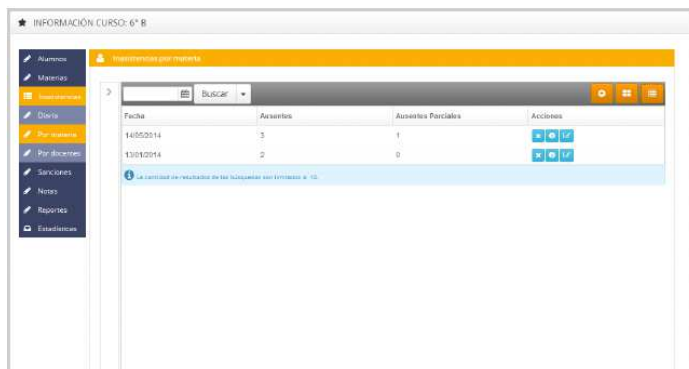 INFORMACIÓN CURSO: 6° B
Alumnos
Materias
Inasistencias
Diaria
Por materia
Por docentes
Sanciones
Notas
Reportes
Estadísticas
Inasistencias por materia
Buscar
Fecha Ausentes Ausentes Parciales Acciones
14/05/2014 3 1
13/01/2014 2 0
La cantidad de resultados de las búsquedas son limitados a 10.